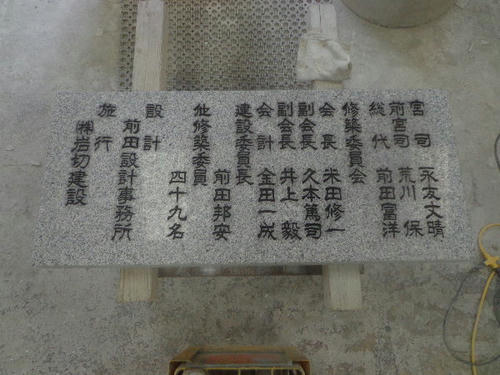 宮司 永友丈晴
前宮司 荒川保
総代 前田富洋
修築委員会
会長 米田修一
副会長 久本篤司
副会長 井上毅
会計 金田一成
建設委員長 前田邦安
他修築委員 四十九名
設計 前田設計事務所
施行 ㈱岩切建設